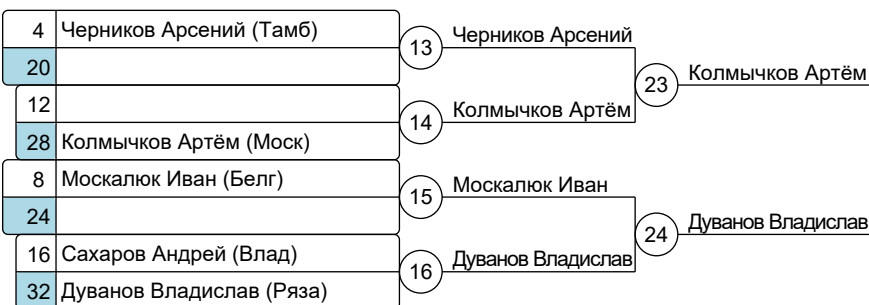 4 Черников Арсений (Тамб)
20
13
Черников Арсений
12
28 Колмычков Артём (Моск)
14
Колмычков Артём
23
Колмычков Артём
8 Москалюк Иван (Белг)
24
15
Москалюк Иван
16 Сахаров Андрей (Влад)
32 Дуванов Владислав (Ряза)
16
Дуванов Владислав
24
Дуванов Владислав